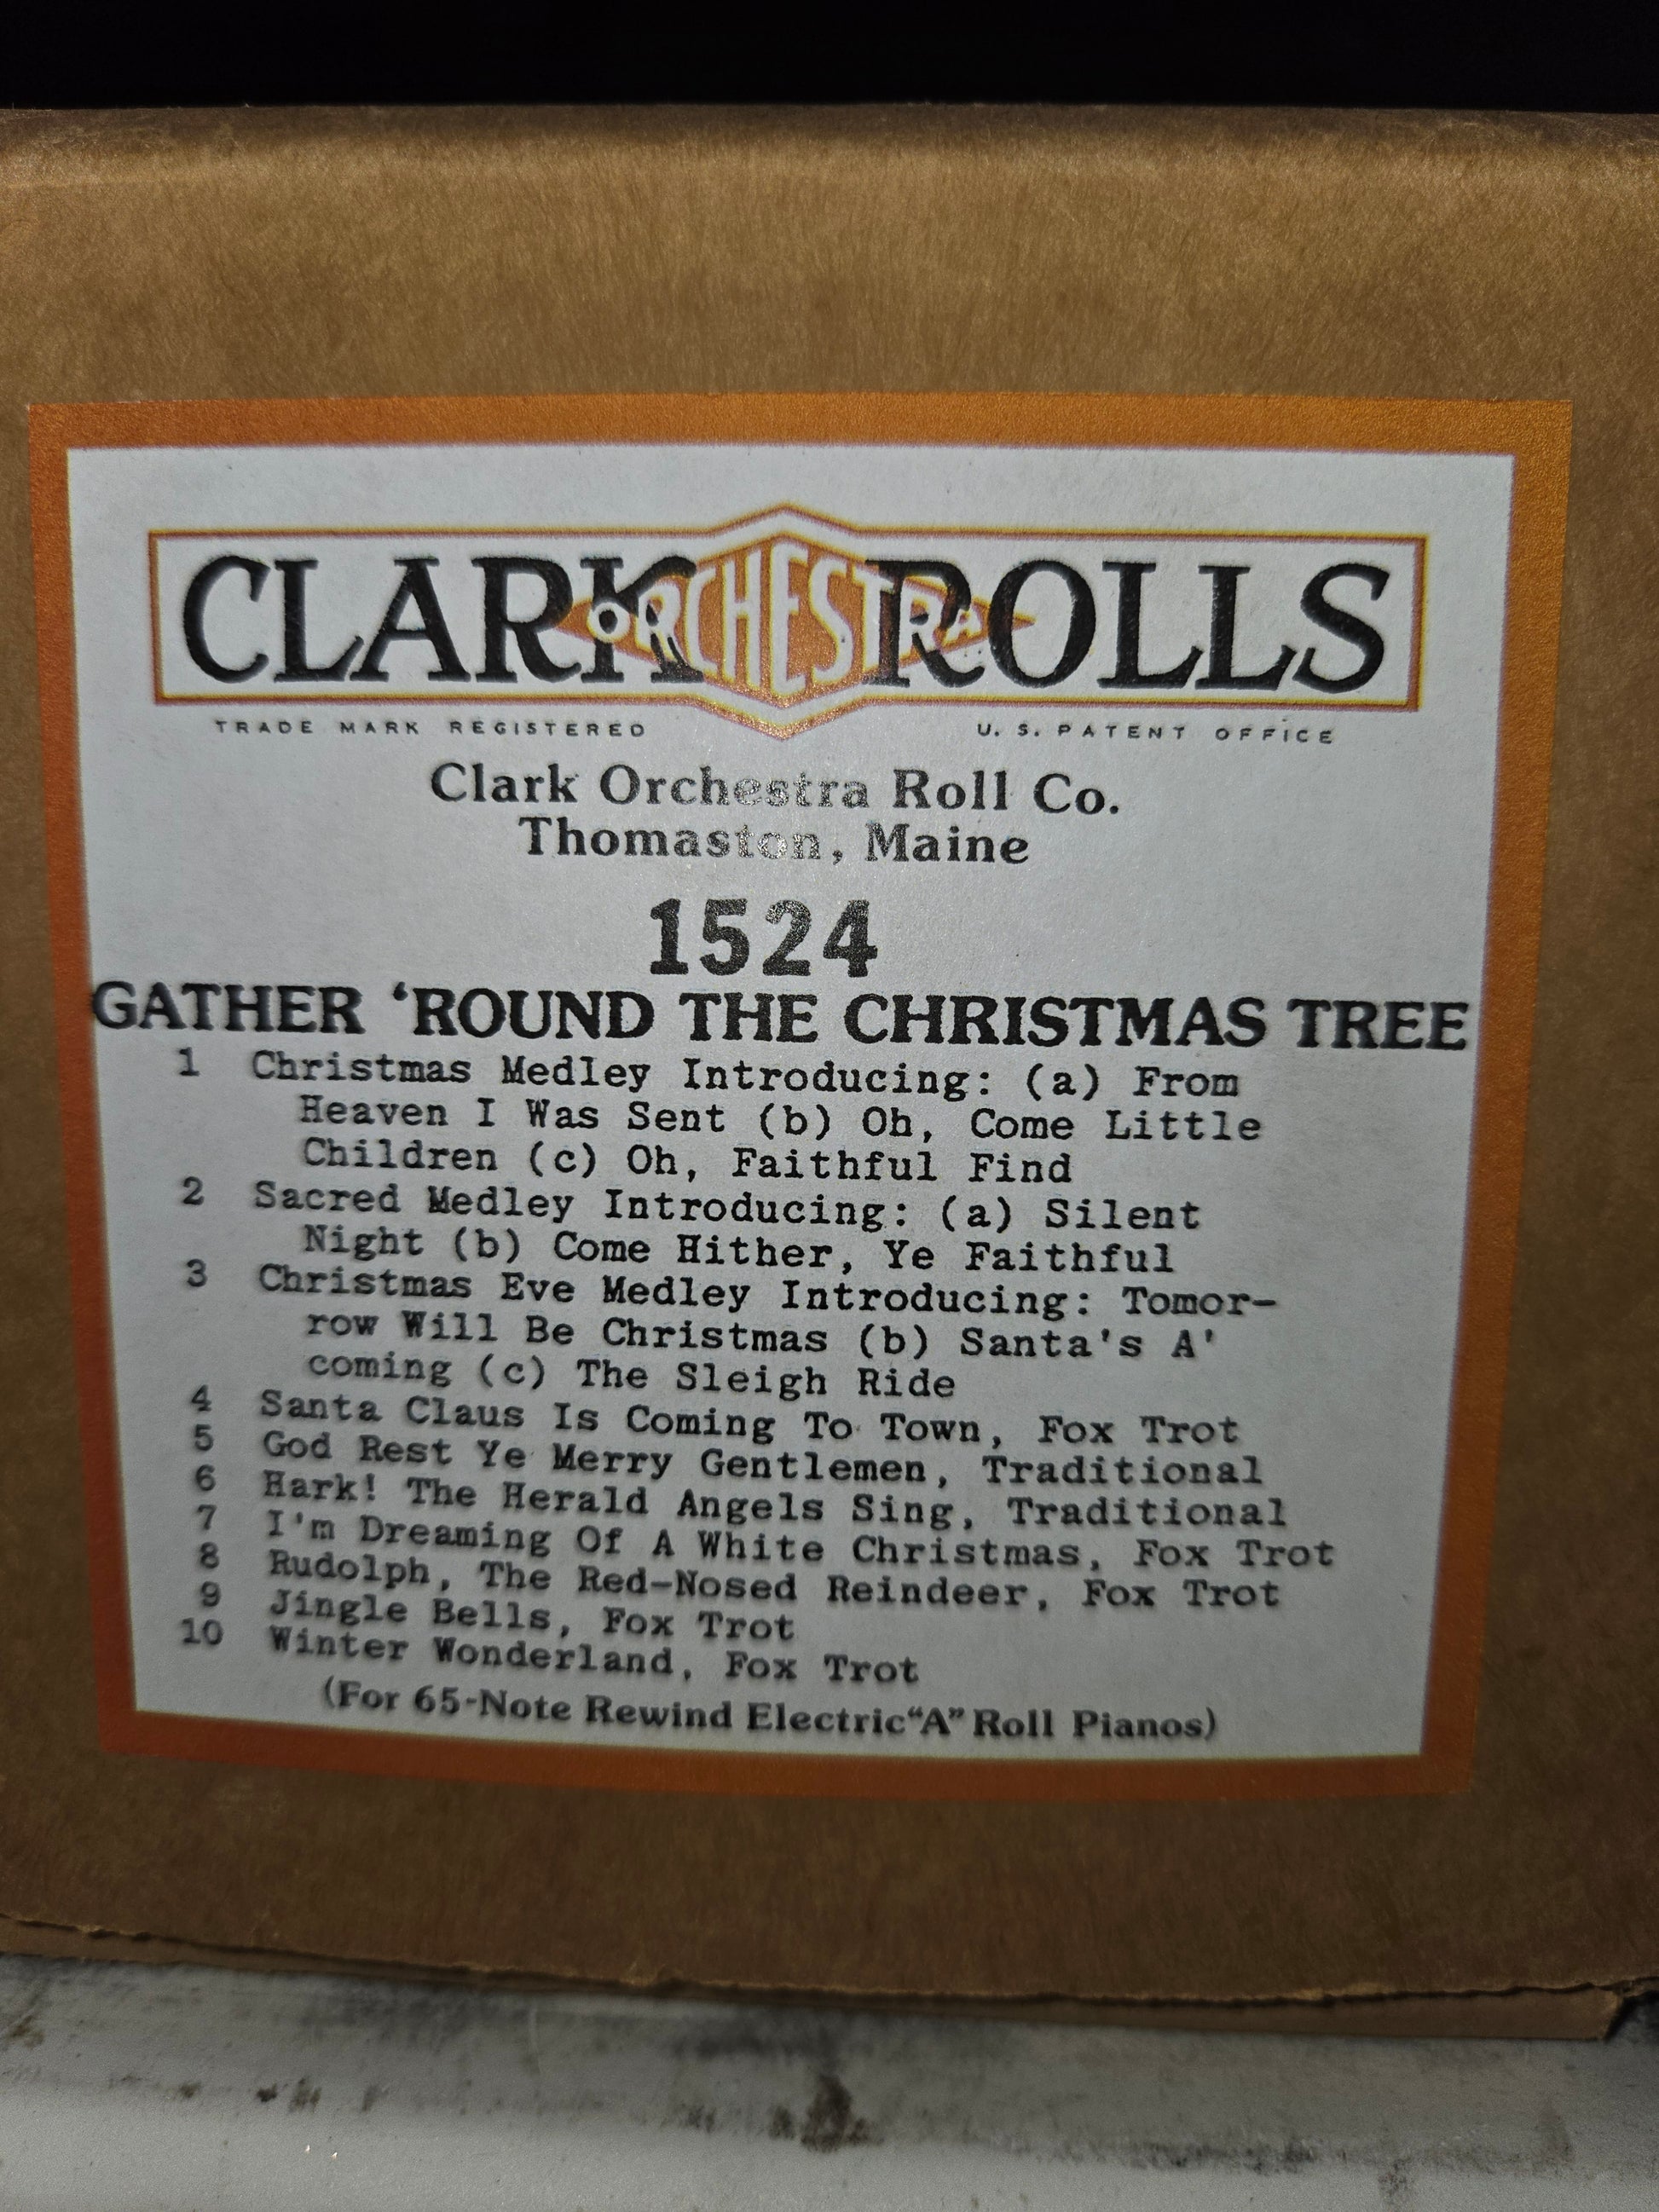 CLARK ORCHESTRA ROLLS
TRADE MARK REGISTERED U. S. PATENT OFFICE
Clark Orchestra Roll Co.
Thomaston, Maine
1524
GATHER ‘ROUND THE CHRISTMAS TREE
1 Christmas Medley Introducing: (a) From
Heaven I Was Sent (b) Oh, Come Little
Children (c) Oh, Faithful Find
2 Sacred Medley Introducing: (a) Silent
Night (b) Come Hither, Ye Faithful
3 Christmas Eve Medley Introducing: Tomor-
row Will Be Christmas (b) Santa's A'
coming (c) The Sleigh Ride
4 Santa Claus Is Coming To Town, Fox Trot
5 God Rest Ye Merry Gentlemen, Traditional
6 Hark! The Herald Angels Sing, Traditional
7 I'm Dreaming Of A White Christmas, Fox Trot
8 Rudolph, The Red-Nosed Reindeer, Fox Trot
9 Jingle Bells, Fox Trot
10 Winter Wonderland, Fox Trot
(For 65-Note Rewind Electric“A” Roll Pianos)